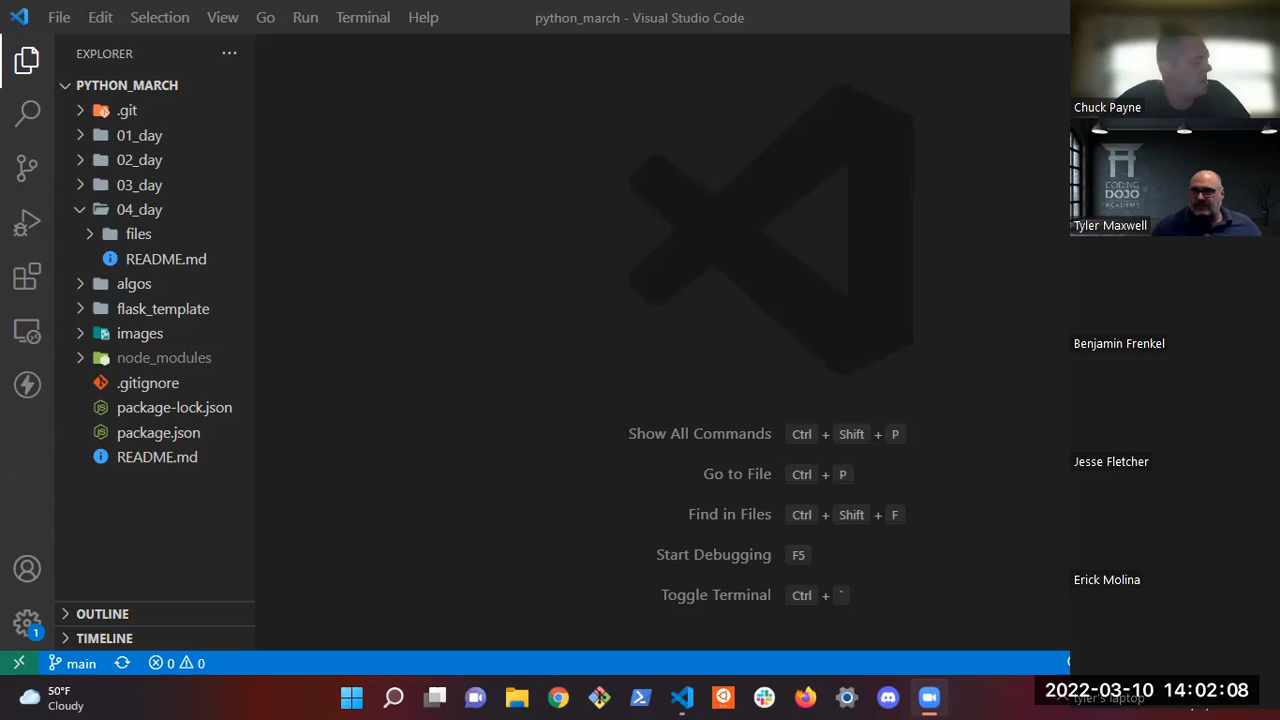 File Edit Selection View Go Run Terminal Help
python_march - Visual Studio Code
EXPLORER
PYTHON_MARCH
.git
01_day
02_day
03_day
04_day
files
README.md
algos
flask_template
images
node_modules
.gitignore
package-lock.json
package.json
README.md
OUTLINE
TIMELINE
Show All Commands Ctrl + Shift + P
Go to File Ctrl + P
Find in Files Ctrl + Shift + F
Start Debugging F5
Toggle Terminal Ctrl + `
Chuck Payne
CODING
DOJO
ACADEMY
Tyler Maxwell
Benjamin Frenkel
Jesse Fletcher
Erick Molina
tyler's laptop
1
main
0 0
50°F
Cloudy
2022-03-10 14:02:08